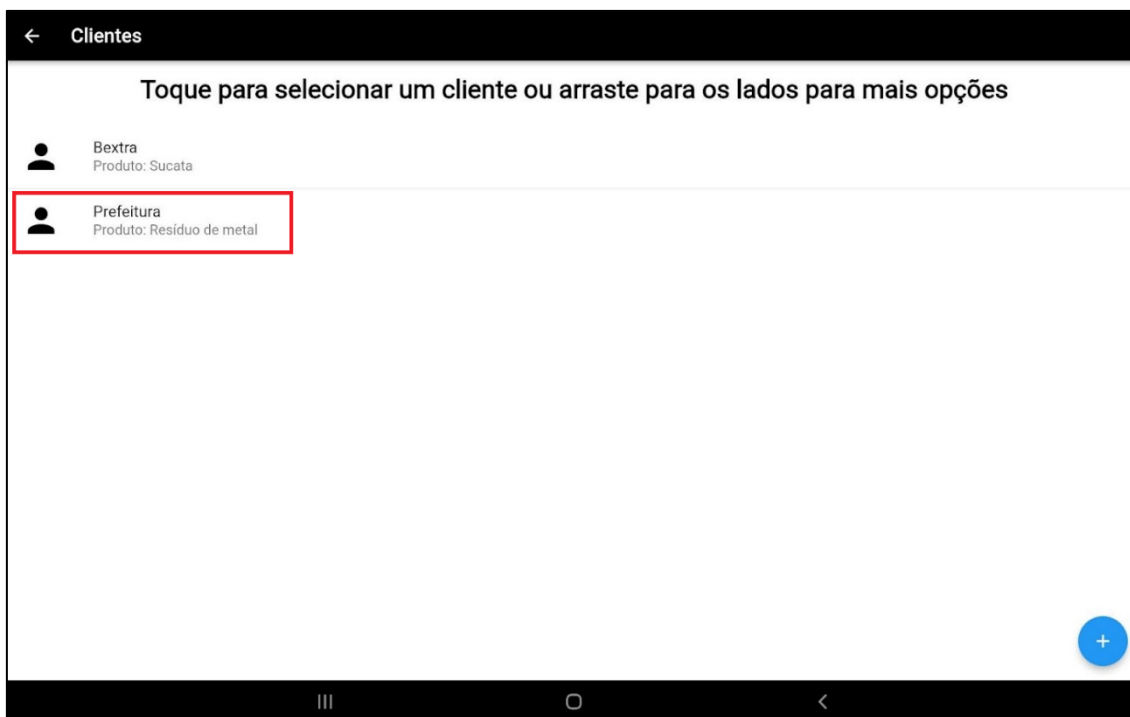 Clientes
Toque para selecionar um cliente ou arraste para os lados para mais opções
Bextra
Produto: Sucata
Prefeitura
Produto: Resíduo de metal
+